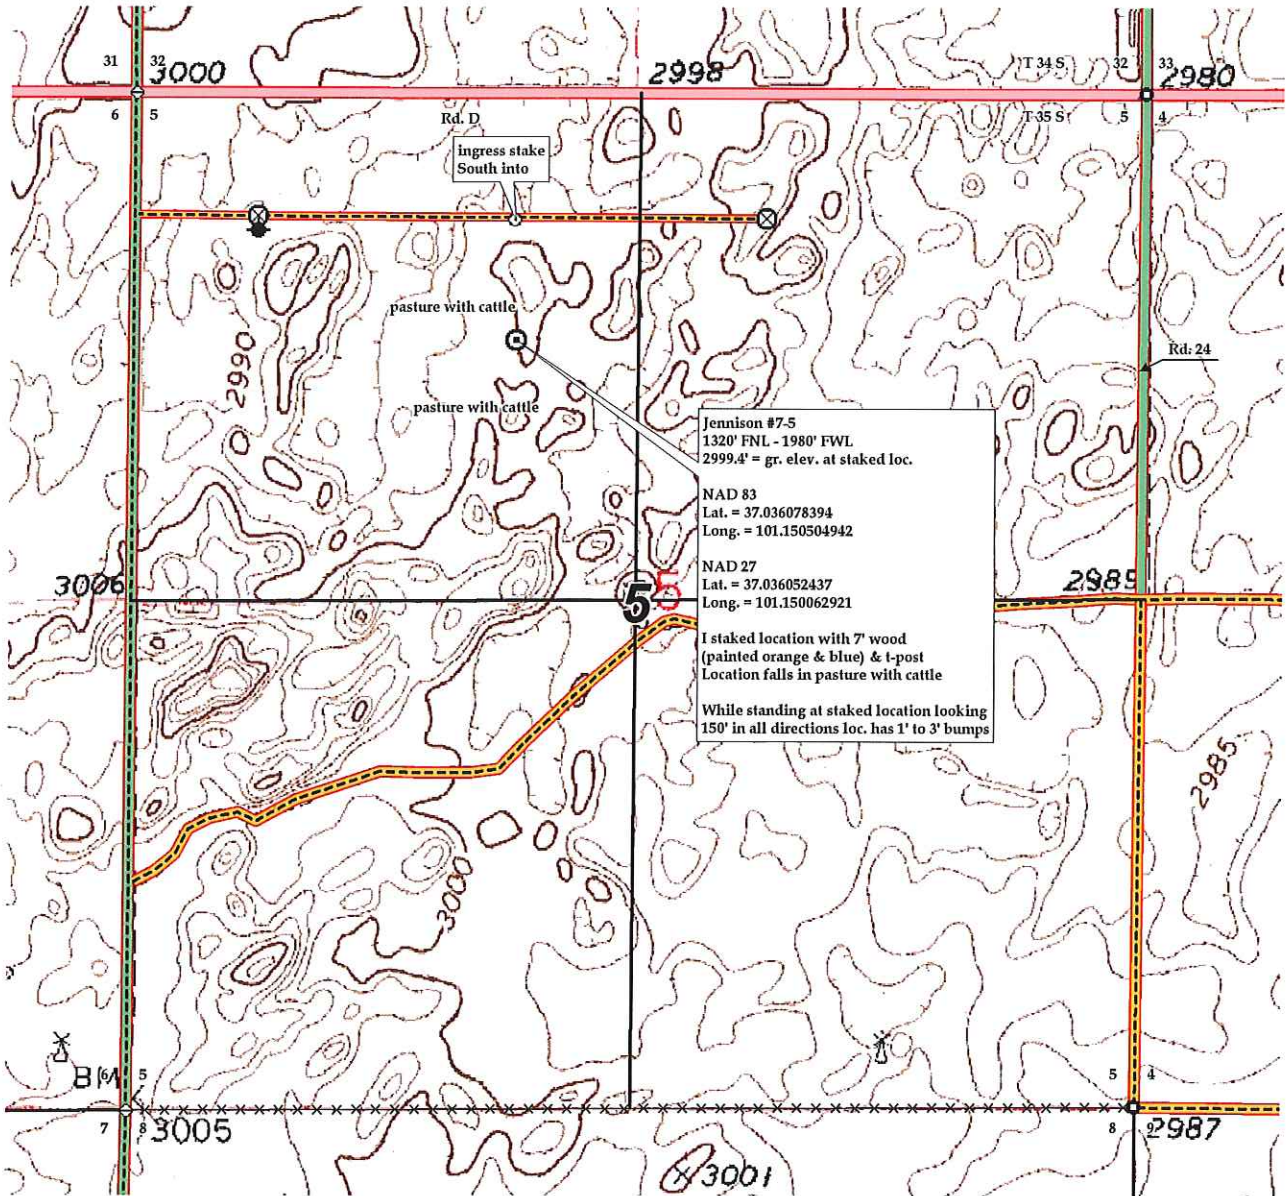 31 32
3000
2998
T 34 S
32 33
2980
6 5
Rd. D
T 35 S
5 4
ingress stake
South into
pasture with cattle
2990
Rd. 24
pasture with cattle
Jennison #7-5
1320' FNL - 1980' FWL
2999.4' = gr. elev. at staked loc.
NAD 83
Lat. = 37.036078394
Long. = 101.150504942
NAD 27
Lat. = 37.036052437
Long. = 101.150062921
I staked location with 7' wood
(painted orange & blue) & t-post
Location falls in pasture with cattle
While standing at staked location looking
150' in all directions loc. has 1' to 3' bumps
3006
5 5
2985
3000
BM
6 5
5 4
7 8
3005
8 9
2987
3001